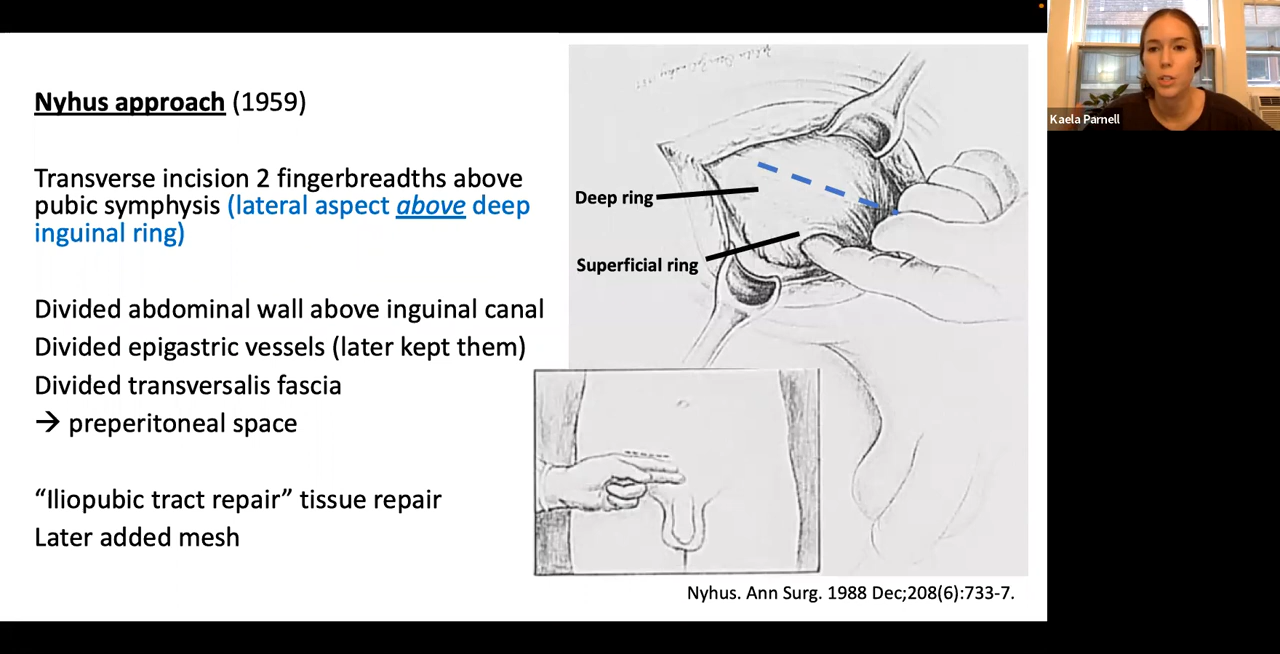 Nyhus approach (1959)
Transverse incision 2 fingerbreadths above
pubic symphysis (lateral aspect above deep
inguinal ring)
Divided abdominal wall above inguinal canal
Divided epigastric vessels (later kept them)
Divided transversalis fascia
→ preperitoneal space
“Iliopubic tract repair” tissue repair
Later added mesh
Deep ring
Superficial ring
Nyhus. Ann Surg. 1988 Dec;208(6):733-7.
Kaela Parnell